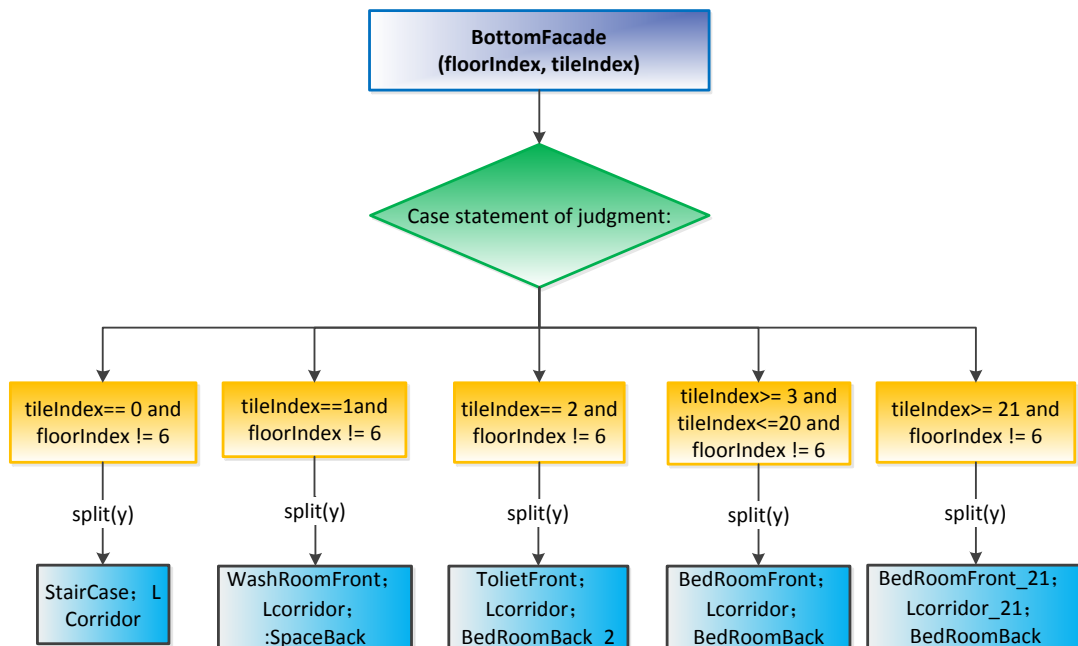 BottomFacade
(floorIndex, tileIndex)
Case statement of judgment:
tileIndex== 0 and
floorIndex != 6
tileIndex==1and
floorIndex != 6
tileIndex== 2 and
floorIndex != 6
tileIndex>= 3 and
tileIndex<=20 and
floorIndex != 6
tileIndex>= 21 and
floorIndex != 6
split(y)
split(y)
split(y)
split(y)
split(y)
StairCase； L
Corridor
WashRoomFront；
Lcorridor；
:SpaceBack
TolietFront；
Lcorridor；
BedRoomBack_2
BedRoomFront；
Lcorridor；
BedRoomBack
BedRoomFront_21；
Lcorridor_21；
BedRoomBack